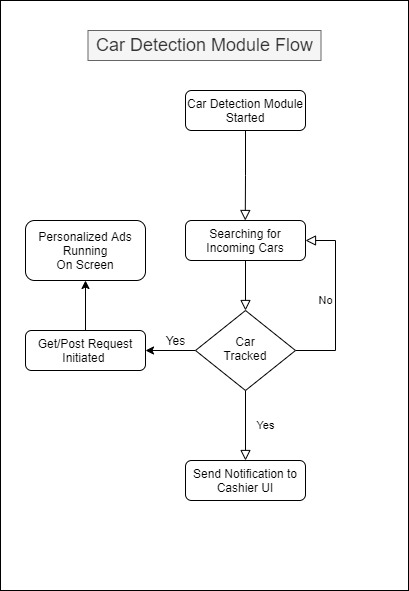 Car Detection Module Flow
Car Detection Module
Started
Searching for
Incoming Cars
Personalized Ads
Running
On Screen
No
Car
Tracked
Yes
Get/Post Request
Initiated
Yes
Send Notification to
Cashier UI